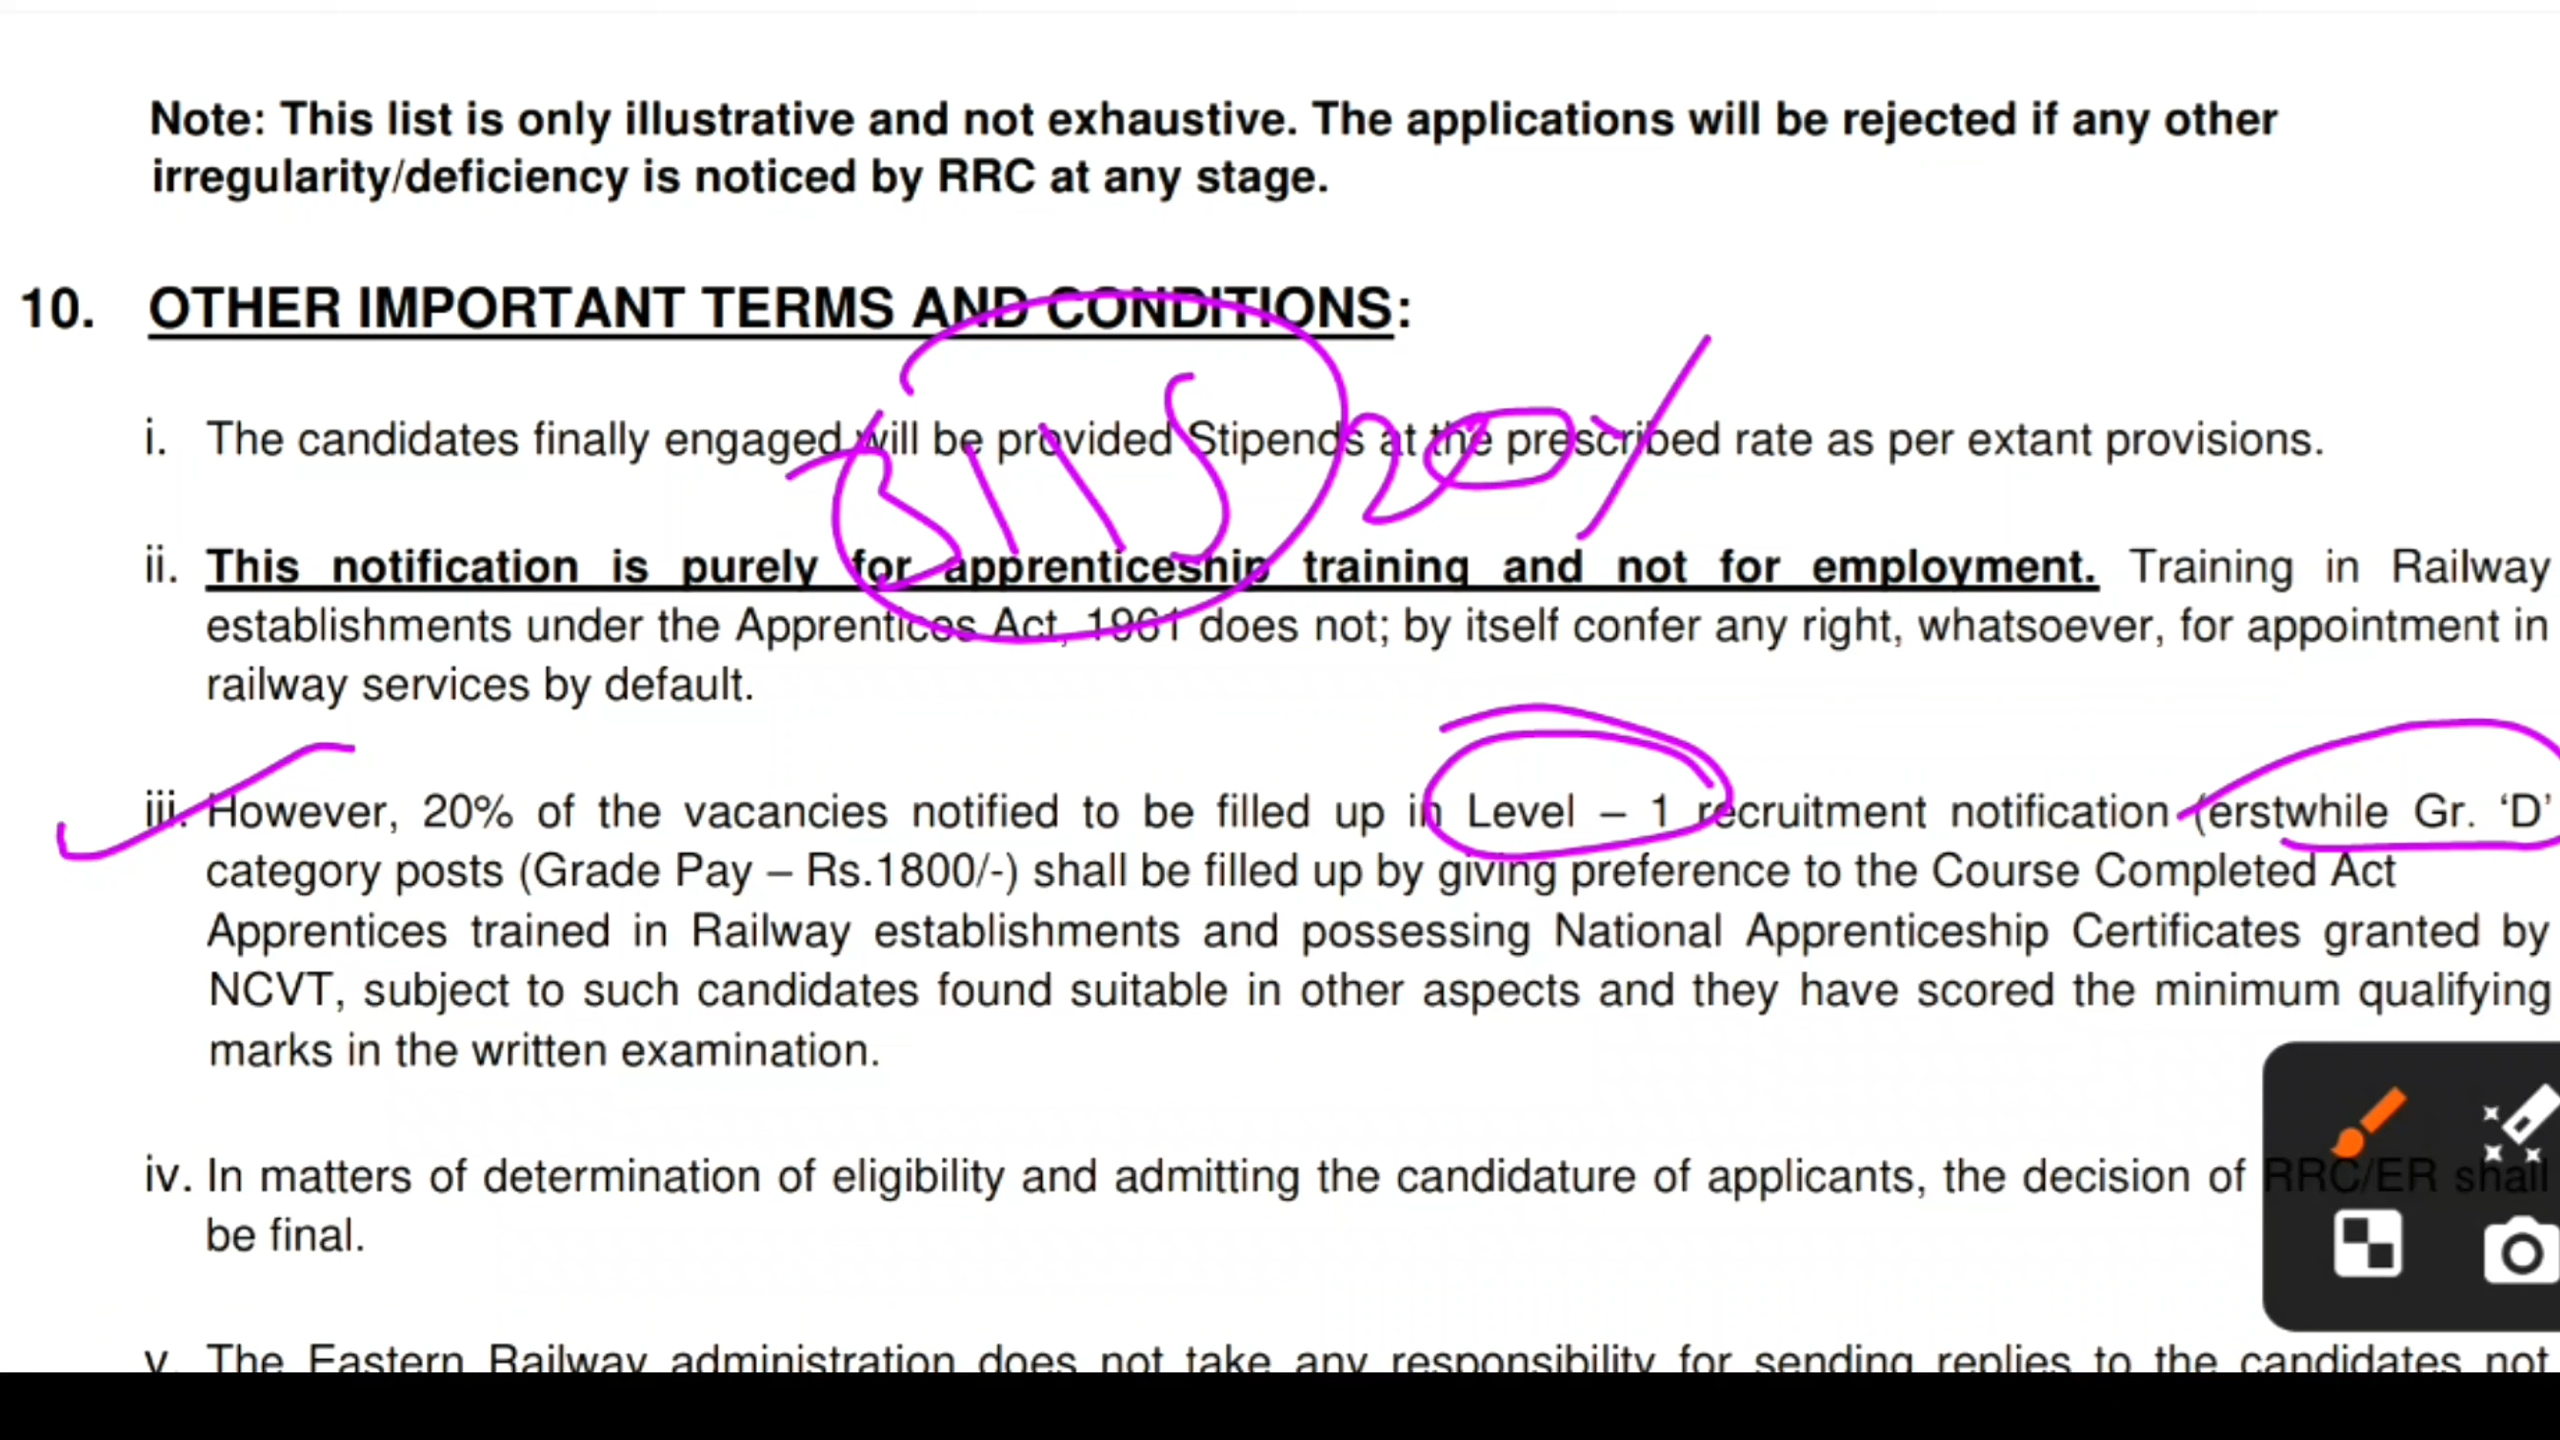 Note: This list is only illustrative and not exhaustive. The applications will be rejected if any other
irregularity/deficiency is noticed by RRC at any stage.
10. OTHER IMPORTANT TERMS AND CONDITIONS:
i. The candidates finally engaged will be provided Stipends at the prescribed rate as per extant provisions.
3115 20%
ii. This notification is purely for apprenticeship training and not for employment. Training in Railway
establishments under the Apprentices Act, 1961 does not; by itself confer any right, whatsoever, for appointment in
railway services by default.
iii. However, 20% of the vacancies notified to be filled up in Level – 1 recruitment notification (erstwhile Gr. ‘D’
category posts (Grade Pay – Rs.1800/-) shall be filled up by giving preference to the Course Completed Act
Apprentices trained in Railway establishments and possessing National Apprenticeship Certificates granted by
NCVT, subject to such candidates found suitable in other aspects and they have scored the minimum qualifying
marks in the written examination.
iv. In matters of determination of eligibility and admitting the candidature of applicants, the decision of RRC/ER shall
be final.
v. The Eastern Railway administration does not take any responsibility for sending replies to the candidates not